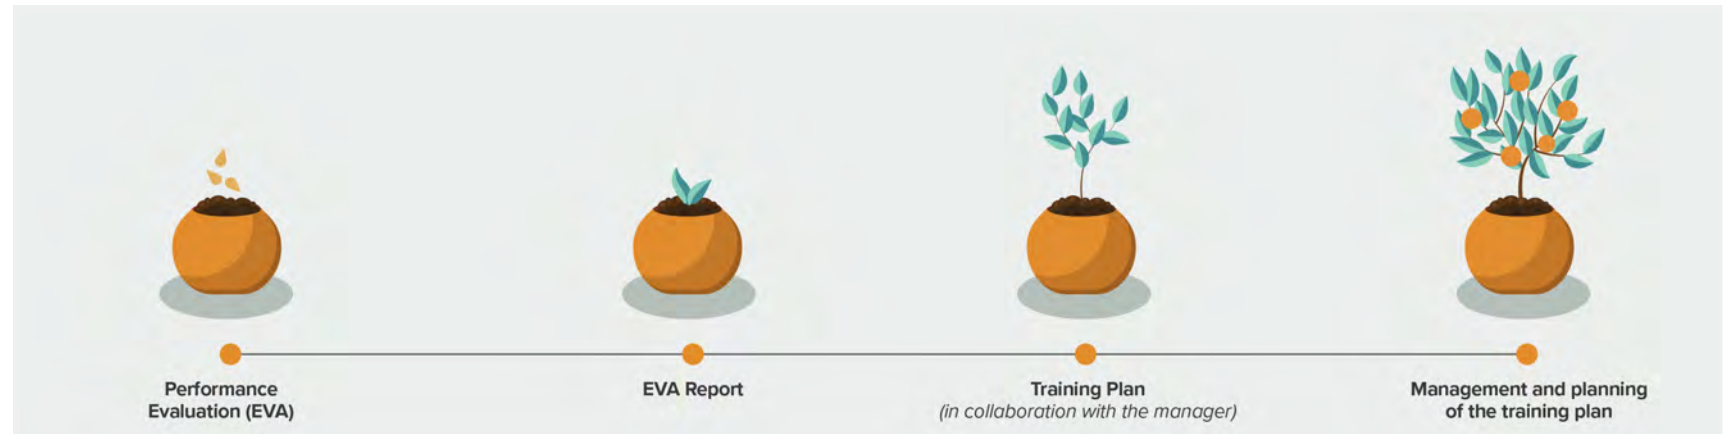 Performance
Evaluation (EVA)
EVA Report
Training Plan
(in collaboration with the manager)
Management and planning
of the training plan